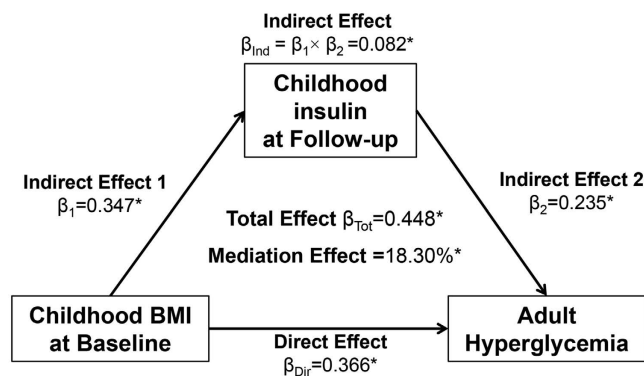 Indirect Effect
βInd = β1× β2 =0.082*
Childhood
insulin
at Follow-up
Indirect Effect 1
β1=0.347*
Indirect Effect 2
β2=0.235*
Total Effect βTot=0.448*
Mediation Effect =18.30%*
Childhood BMI
at Baseline
Adult
Hyperglycemia
Direct Effect
βDir=0.366*